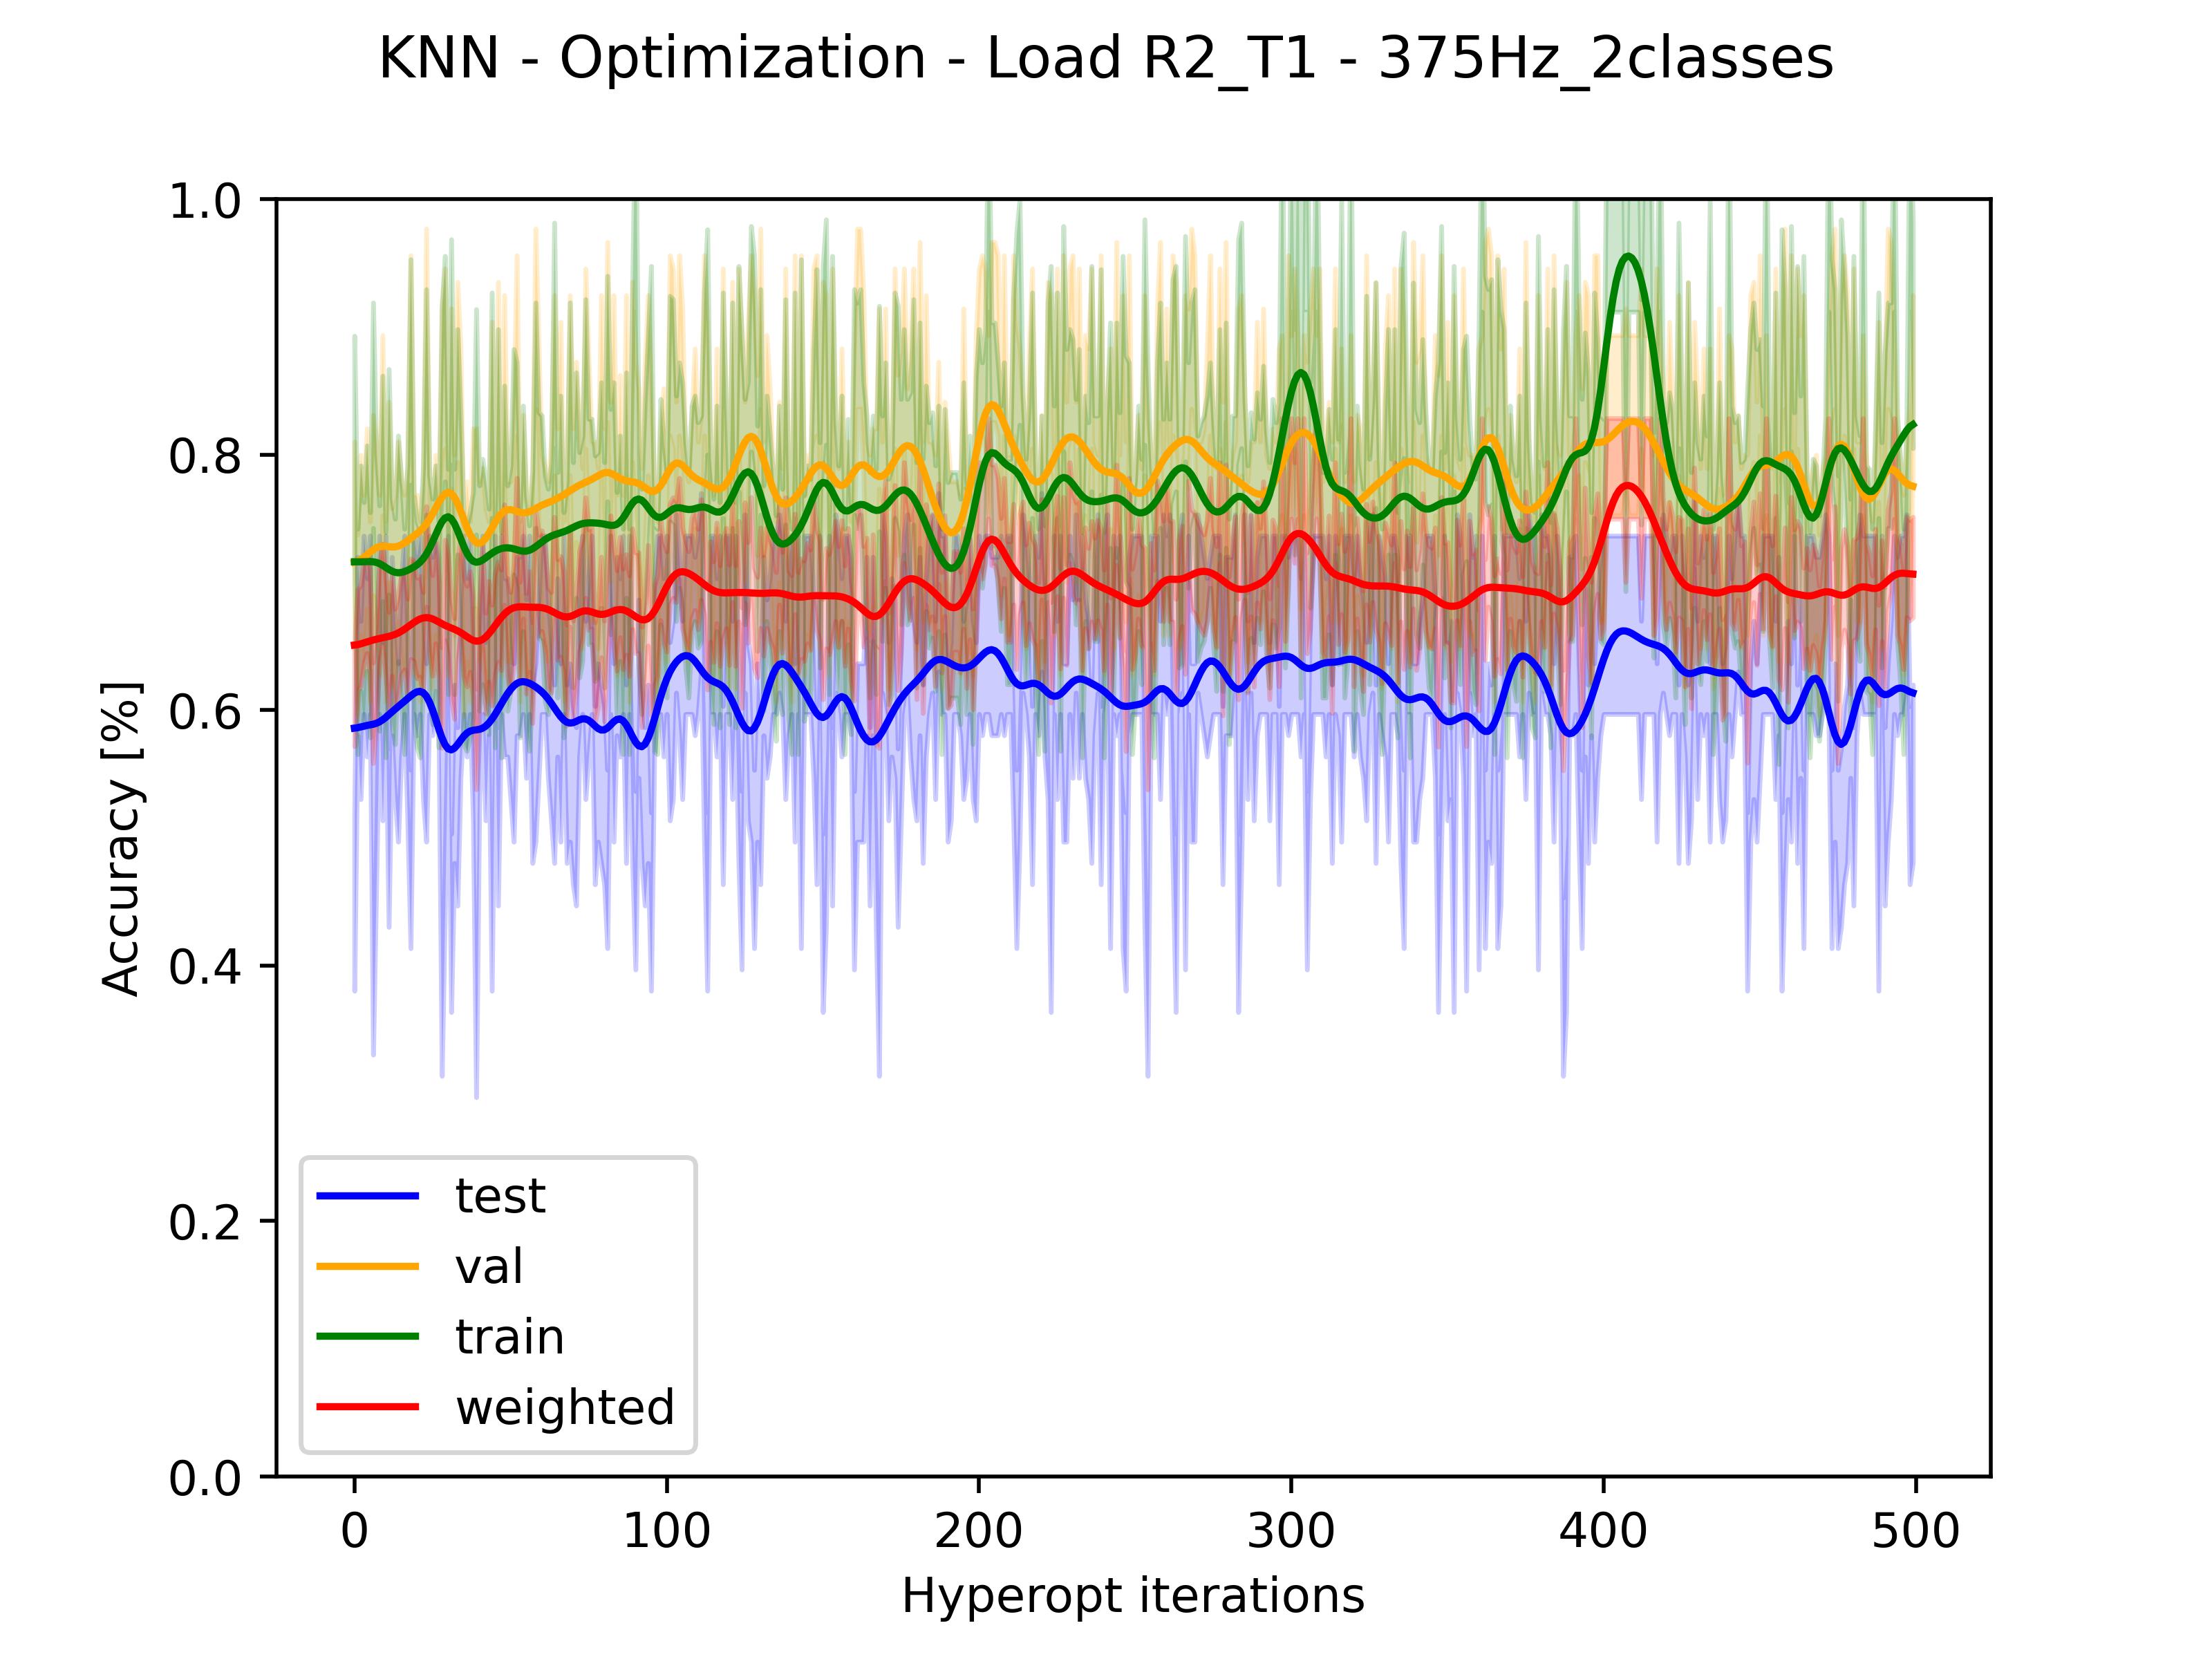 KNN - Optimization - Load R2_T1 - 375Hz_2classes
1.0
0.8
0.6
0.4
0.2
0.0
Accuracy [%]
test
val
train
weighted
0 100 200 300 400 500
Hyperopt iterations